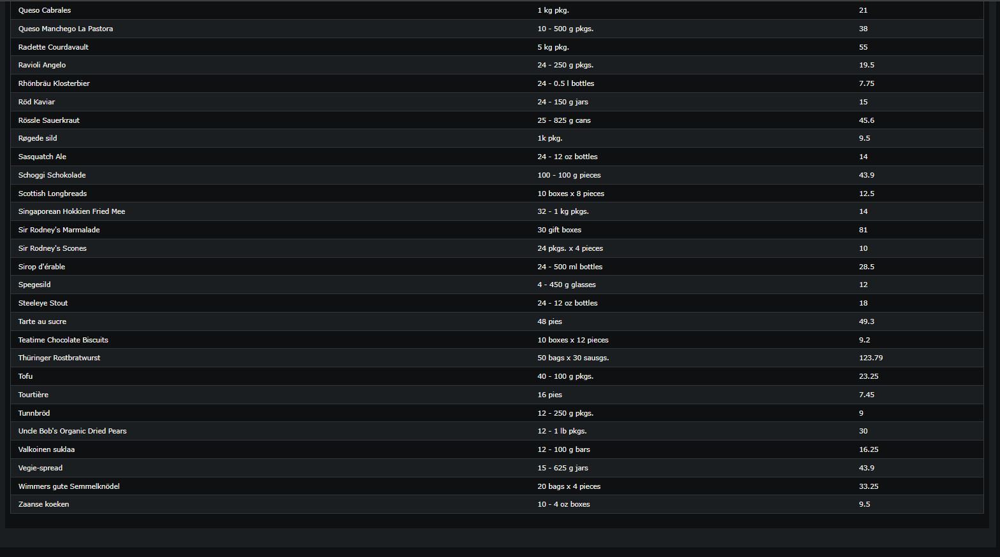 Queso Cabrales 1 kg pkg. 21
Queso Manchego La Pastora 10 - 500 g pkgs. 38
Raclette Courdavault 5 kg pkg. 55
Ravioli Angelo 24 - 250 g pkgs. 19.5
Rhönbräu Klosterbier 24 - 0.5 l bottles 7.75
Röd Kaviar 24 - 150 g jars 15
Rössle Sauerkraut 25 - 825 g cans 45.6
Røgede sild 1k pkg. 9.5
Sasquatch Ale 24 - 12 oz bottles 14
Schoggi Schokolade 100 - 100 g pieces 43.9
Scottish Longbreads 10 boxes x 8 pieces 12.5
Singaporean Hokkien Fried Mee 32 - 1 kg pkgs. 14
Sir Rodney's Marmalade 30 gift boxes 81
Sir Rodney's Scones 24 pkgs. x 4 pieces 10
Sirop d'érable 24 - 500 ml bottles 28.5
Spegesild 4 - 450 g glasses 12
Steeleye Stout 24 - 12 oz bottles 18
Tarte au sucre 48 pies 49.3
Teatime Chocolate Biscuits 10 boxes x 12 pieces 9.2
Thüringer Rostbratwurst 50 bags x 30 sausgs. 123.79
Tofu 40 - 100 g pkgs. 23.25
Tourtière 16 pies 7.45
Tunnbröd 12 - 250 g pkgs. 9
Uncle Bob's Organic Dried Pears 12 - 1 lb pkgs. 30
Valkoinen suklaa 12 - 100 g bars 16.25
Vegie-spread 15 - 625 g jars 43.9
Wimmers gute Semmelknödel 20 bags x 4 pieces 33.25
Zaanse koeken 10 - 4 oz boxes 9.5